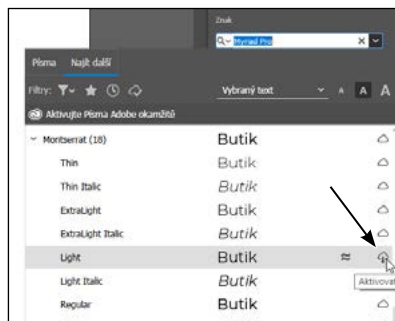 Znak
Myriad Pro
Písma Najít další
Filtry: Vybraný text A A A
Aktivujte Písma Adobe okamžitě
Montserrat (18) Butik
Thin Butik
Thin Italic Butik
ExtraLight Butik
ExtraLight Italic Butik
Light Butik ≈
Light Italic Butik Aktivovat
Regular Butik